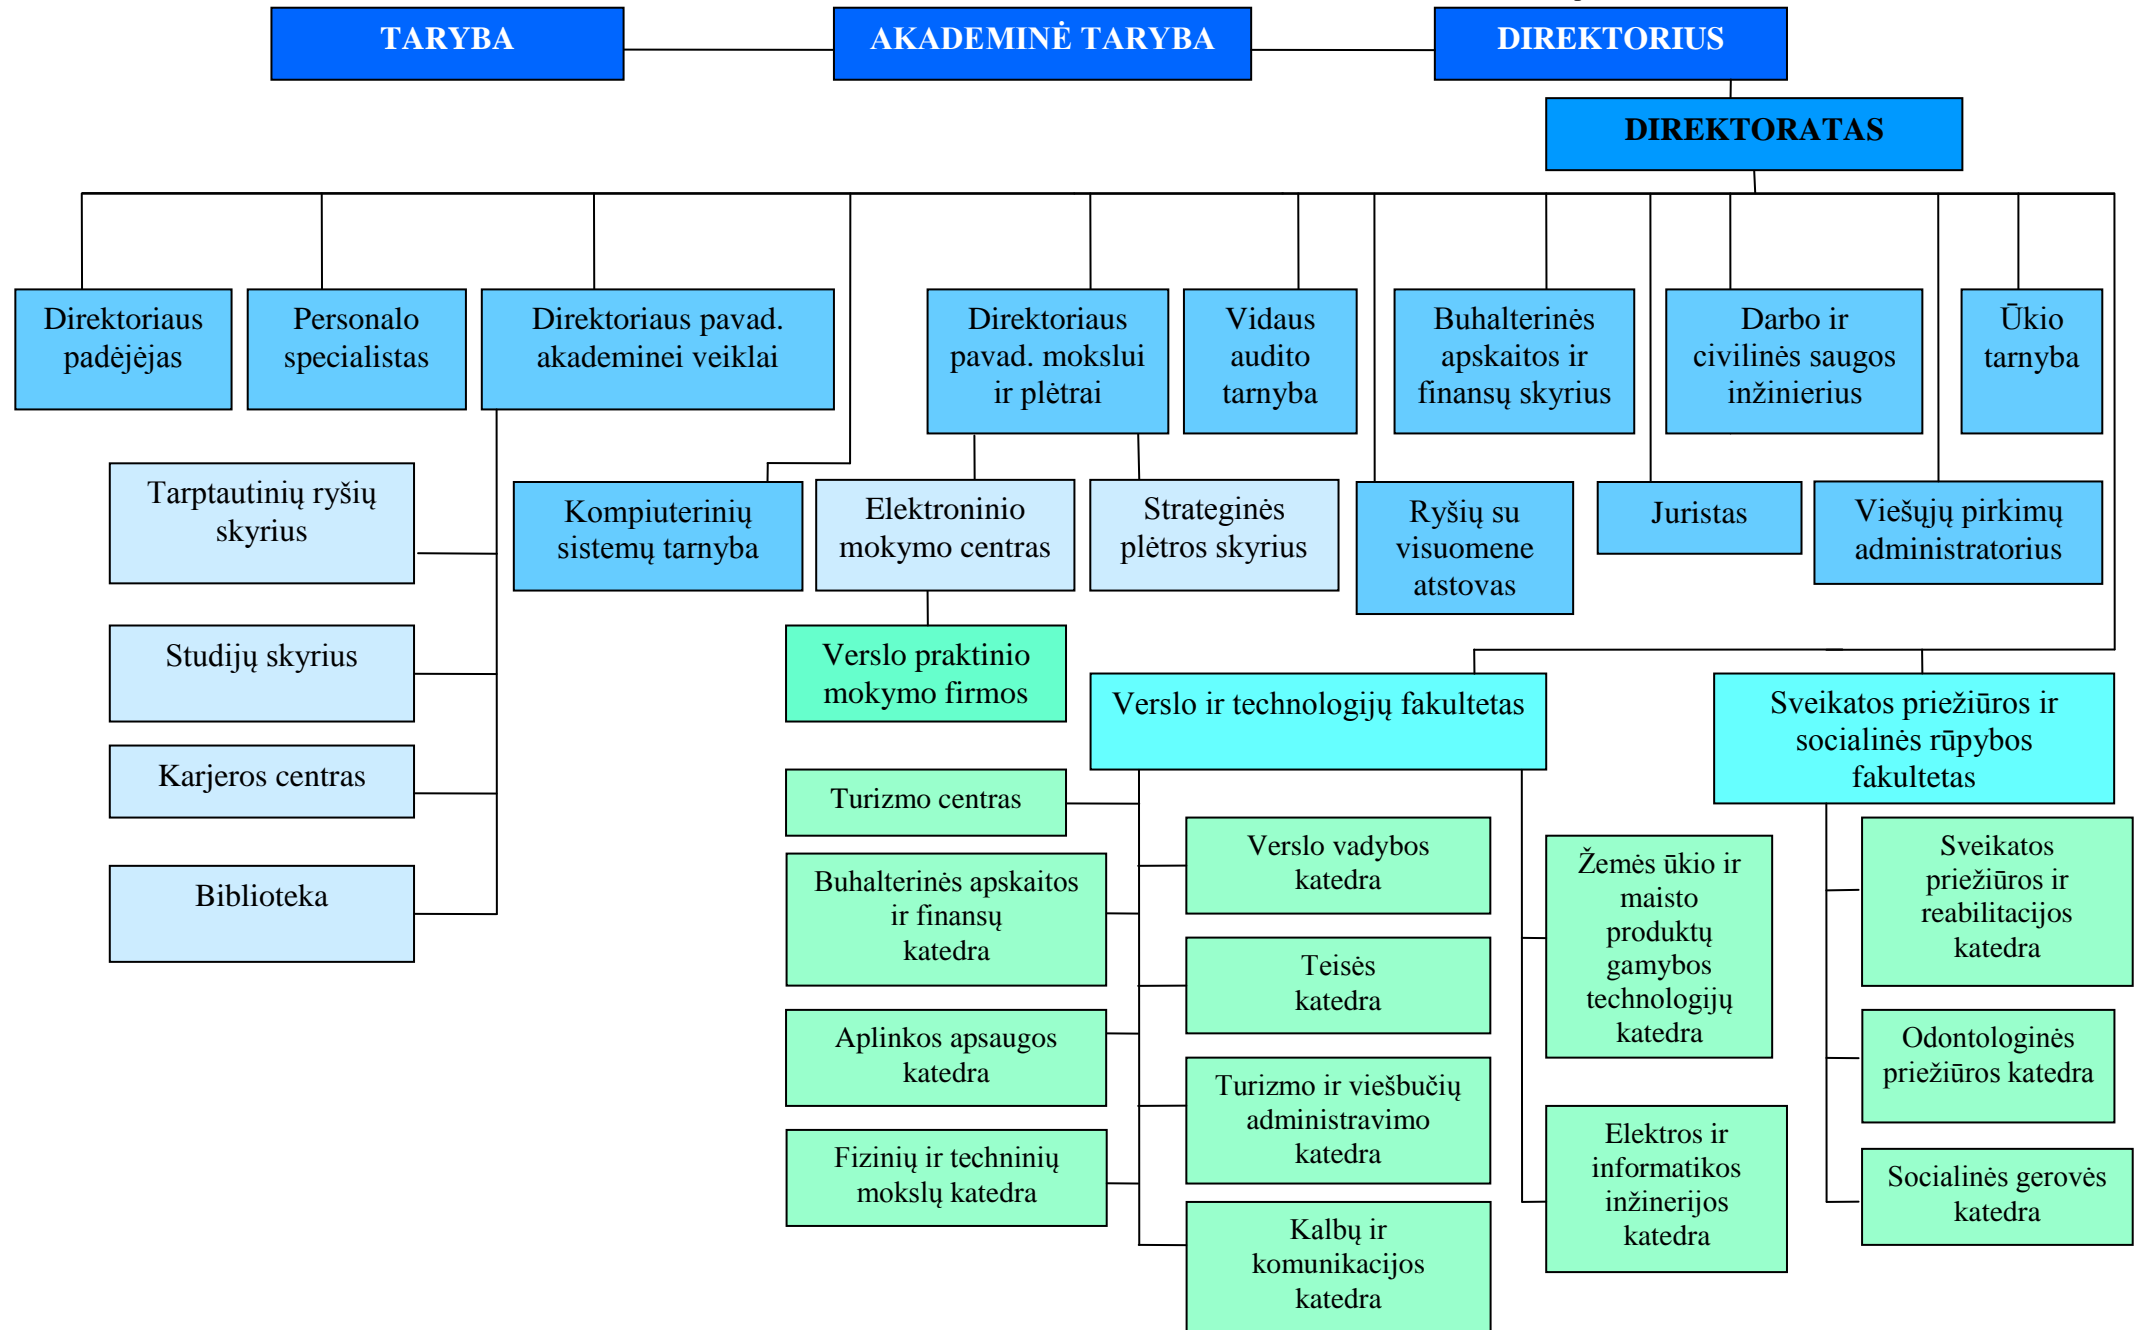 TARYBA
AKADEMINĖ TARYBA
DIREKTORIUS
DIREKTORATAS
Direktoriaus
padėjėjas
Personalo
specialistas
Direktoriaus pavad.
akademinei veiklai
Direktoriaus
pavad. mokslui
ir plėtrai
Vidaus
audito
tarnyba
Buhalterinės
apskaitos ir
finansų skyrius
Darbo ir
civilinės saugos
inžinierius
Ūkio
tarnyba
Tarptautinių ryšių
skyrius
Kompiuterinių
sistemų tarnyba
Elektroninio
mokymo centras
Strateginės
plėtros skyrius
Ryšių su
visuomene
atstovas
Juristas
Viešųjų pirkimų
administratorius
Studijų skyrius
Verslo praktinio
mokymo firmos
Verslo ir technologijų fakultetas
Sveikatos priežiūros ir
socialinės rūpybos
fakultetas
Karjeros centras
Turizmo centras
Biblioteka
Buhalterinės apskaitos
ir finansų
katedra
Verslo vadybos
katedra
Žemės ūkio ir
maisto
produktų
gamybos
technologijų
katedra
Sveikatos
priežiūros ir
reabilitacijos
katedra
Teisės
katedra
Aplinkos apsaugos
katedra
Odontologinės
priežiūros katedra
Turizmo ir viešbučių
administravimo
katedra
Fizinių ir techninių
mokslų katedra
Elektros ir
informatikos
inžinerijos
katedra
Socialinės gerovės
katedra
Kalbų ir
komunikacijos
katedra